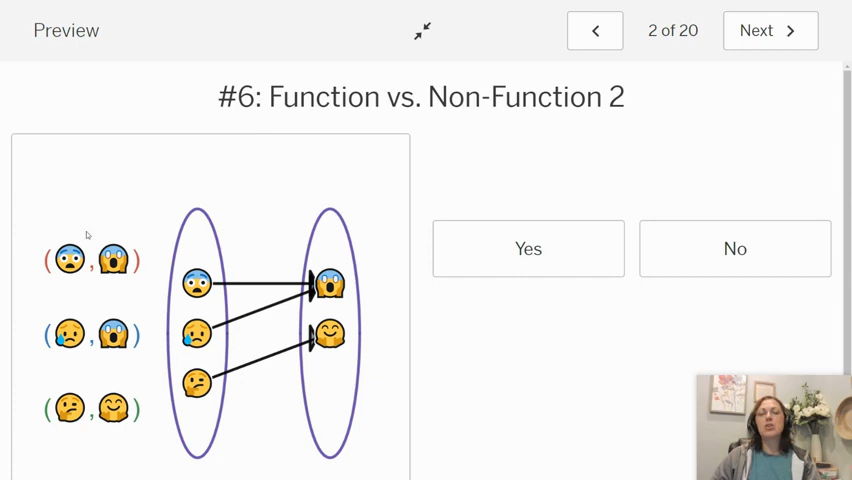 Preview
2 of 20
Next
#6: Function vs. Non-Function 2
(😨,😱)
(😥,😱)
(🤔,🤗)
Yes
No